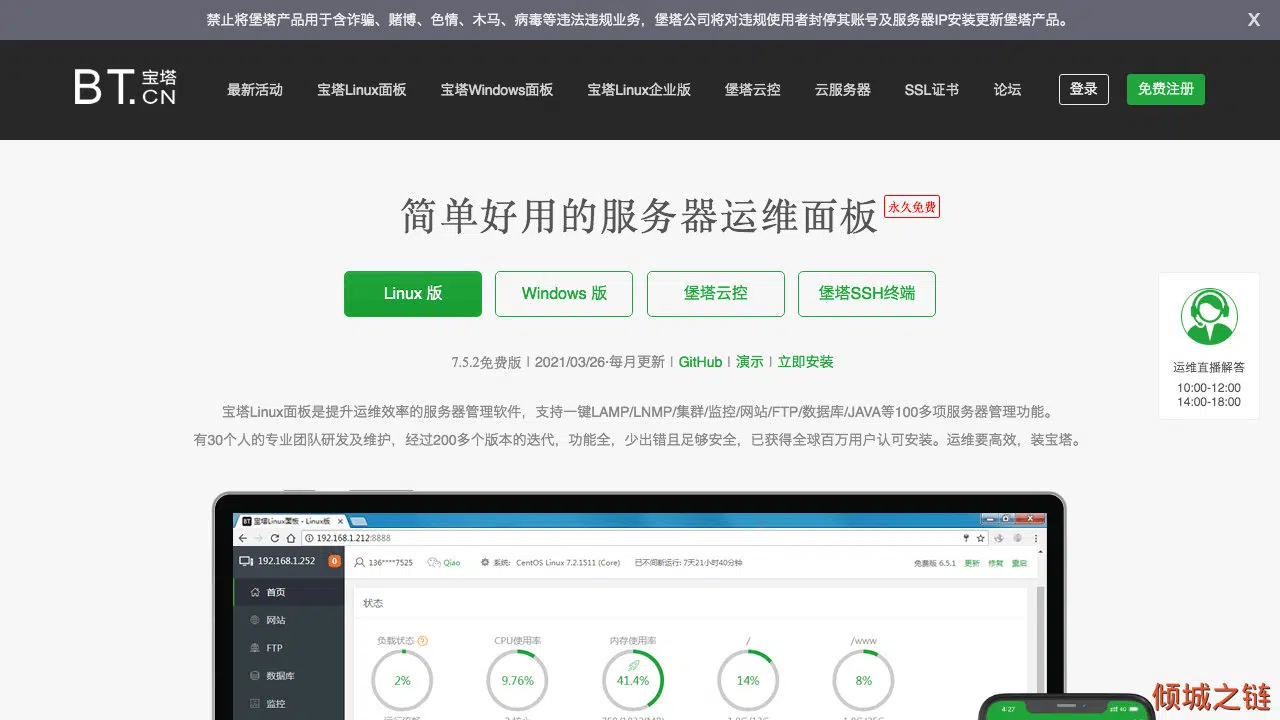 禁止将堡塔产品用于含诈骗、赌博、色情、木马、病毒等违法违规业务，堡塔公司将对违规使用者封停其账号及服务器IP安装更新堡塔产品。 X
BT.宝塔CN 最新活动 宝塔Linux面板 宝塔Windows面板 宝塔Linux企业版 堡塔云控 云服务器 SSL证书 论坛 登录 免费注册
简单好用的服务器运维面板 永久免费
Linux 版 Windows 版 堡塔云控 堡塔SSH终端
7.5.2免费版 | 2021/03/26·每月更新 | GitHub | 演示 | 立即安装
宝塔Linux面板是提升运维效率的服务器管理软件，支持一键LAMP/LNMP/集群/监控/网站/FTP/数据库/JAVA等100多项服务器管理功能。
有30个人的专业团队研发及维护，经过200多个版本的迭代，功能全，少出错且足够安全，已获得全球百万用户认可安装。运维要高效，装宝塔。
运维直播解答
10:00-12:00
14:00-18:00
BT 宝塔Linux面板 - Linux版
192.168.1.212:8888
192.168.1.252 0 136****7525 Qiao 系统: CentOS 7.2.1511 (Core) 已不间断运行: 7天21小时40分钟 免费版 6.5.1 更新 修复 重启
首页
网站
FTP
数据库
监控
状态
负载状态 CPU使用率 内存使用率 / /www
2% 9.76% 41.4% 14% 8%
4:27 4G
倾城之链